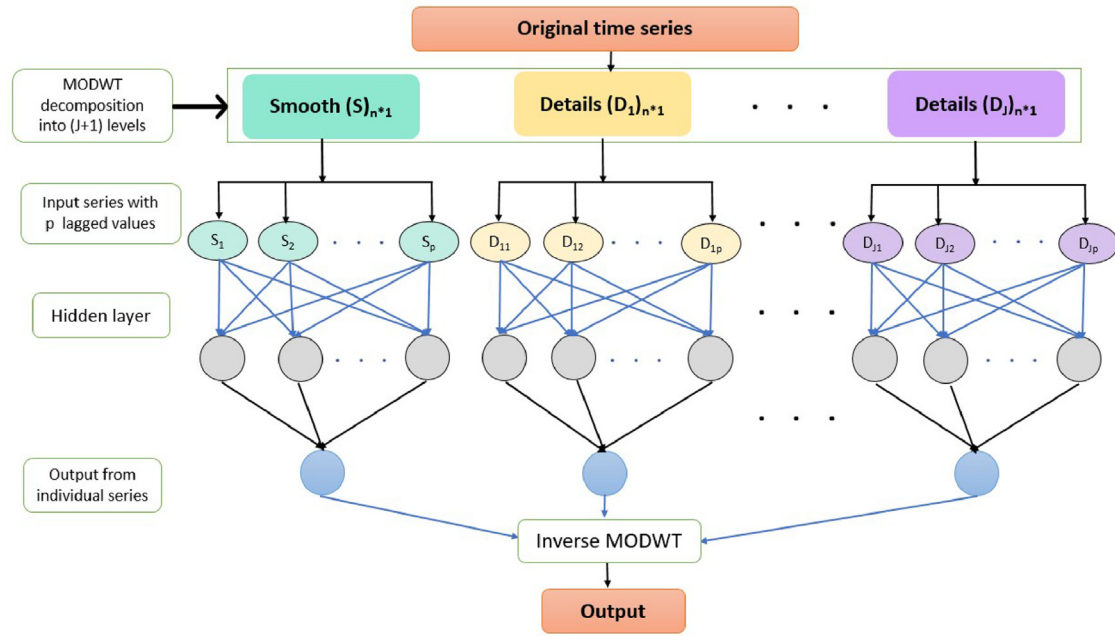 Original time series
MODWT
decomposition
into (J+1) levels
Smooth (S)n*1
Details (D1)n*1
. . .
Details (DJ)n*1
Input series with
p lagged values
S1
S2
. . .
Sp
D11
D12
. . .
D1p
. . .
DJ1
DJ2
. . .
DJp
Hidden layer
. . .
. . .
. . .
. . .
. . .
Output from
individual series
Inverse MODWT
Output